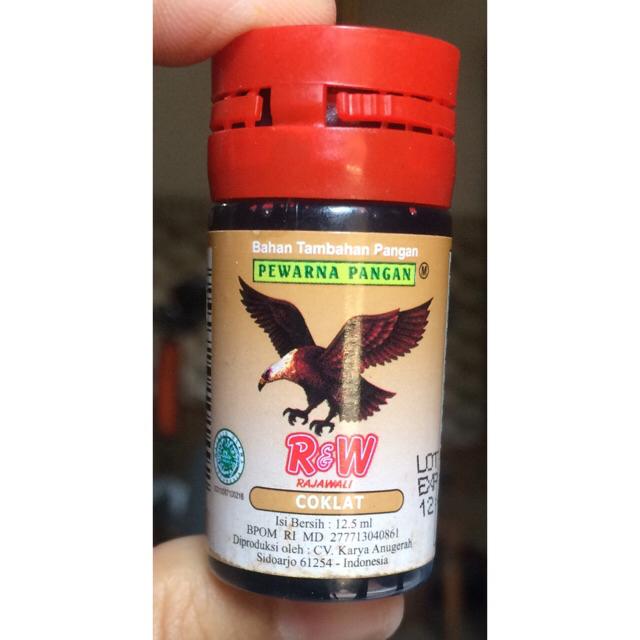 Bahan Tambahan Pangan
PEWARNA PANGAN M
R&W
RAJAWALI
COKLAT
Isi Bersih : 12.5 ml
BPOM RI MD 277713040861
Diproduksi oleh : CV. Karya Anugerah
Sidoarjo 61254 - Indonesia
LOT
EXP